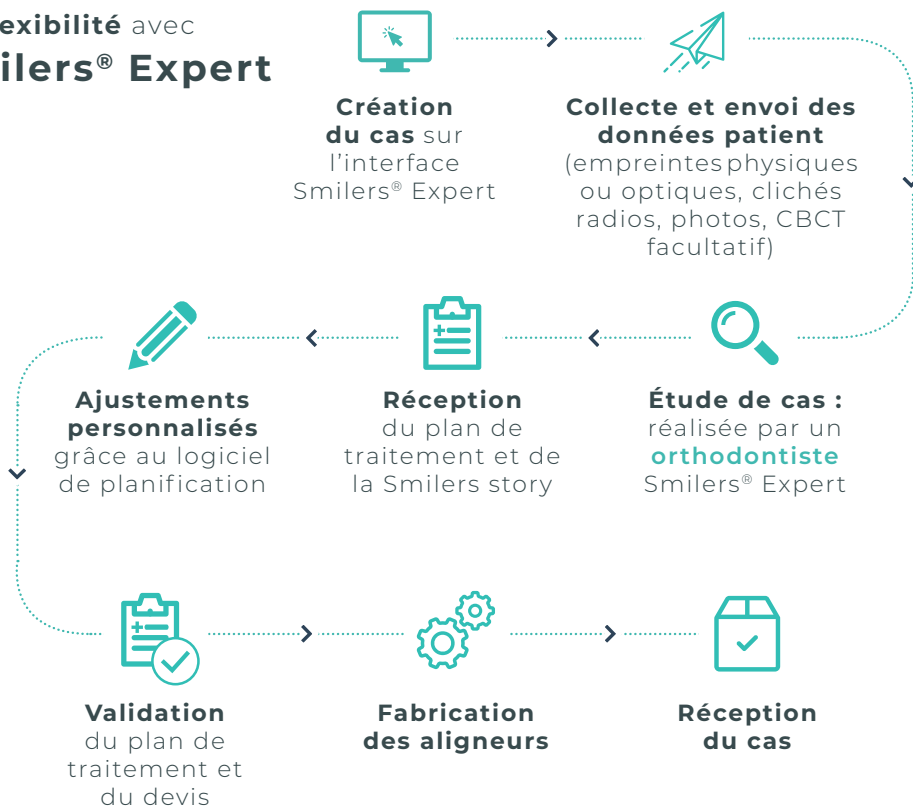 exibilité avec
ilers® Expert
Création
du cas sur
l'interface
Smilers® Expert
Collecte et envoi des
données patient
(empreintes physiques
ou optiques, clichés
radios, photos, CBCT
facultatif)
Étude de cas :
réalisée par un
orthodontiste
Smilers® Expert
Réception
du plan de
traitement et de
la Smilers story
Ajustements
personnalisés
grâce au logiciel
de planification
Validation
du plan de
traitement et
du devis
Fabrication
des aligneurs
Réception
du cas